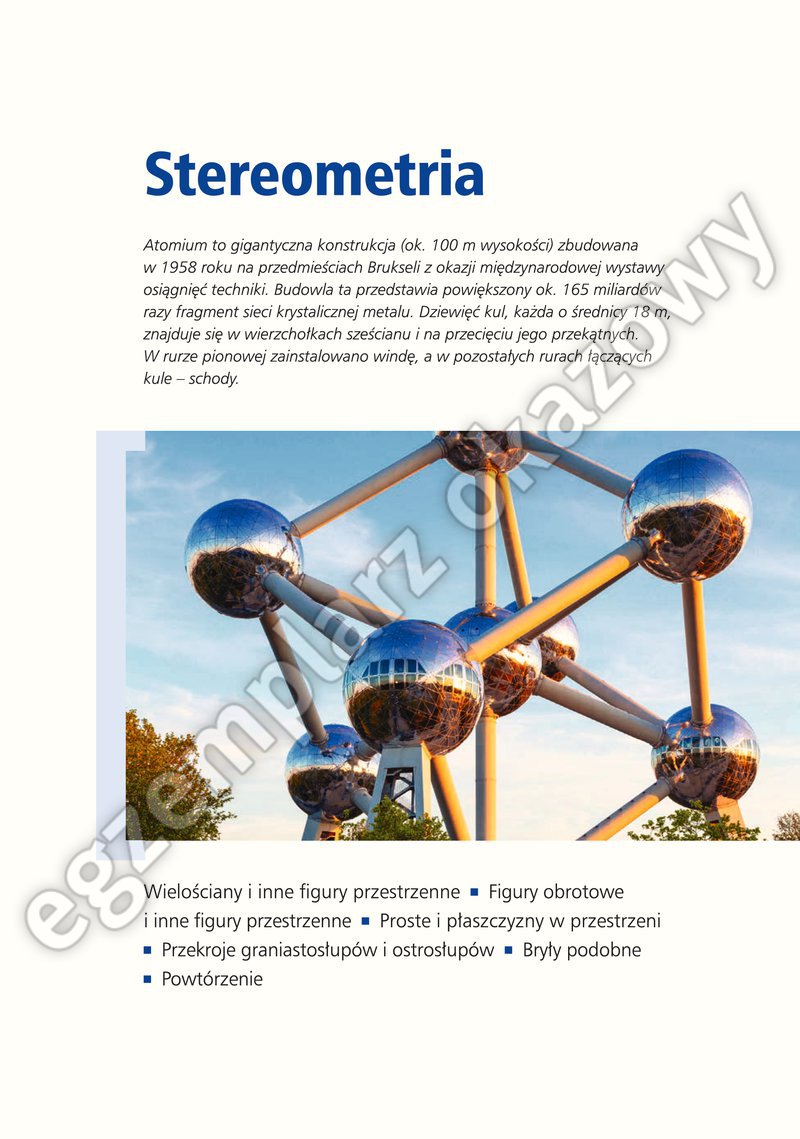 Stereometria
Atomium to gigantyczna konstrukcja (ok. 100 m wysokości) zbudowana
w 1958 roku na przedmieściach Brukseli z okazji międzynarodowej wystawy
osiągnięć techniki. Budowla ta przedstawia powiększony ok. 165 miliardów
razy fragment sieci krystalicznej metalu. Dziewięć kul, każda o średnicy 18 m,
znajduje się w wierzchołkach sześcianu i na przecięciu jego przekątnych.
W rurze pionowej zainstalowano windę, a w pozostałych rurach łączących
kule – schody.
egzemplarz okazowy
Wielościany i inne figury przestrzenne ■ Figury obrotowe
i inne figury przestrzenne ■ Proste i płaszczyzny w przestrzeni
■ Przekroje graniastosłupów i ostrosłupów ■ Bryły podobne
■ Powtórzenie